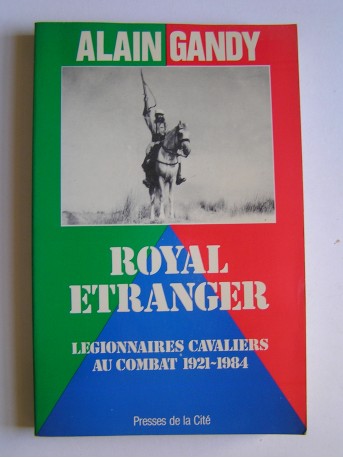 ALAIN GANDY
ROYAL
ETRANGER
LEGIONNAIRES CAVALIERS
AU COMBAT 1921-1984
Presses de la Cité